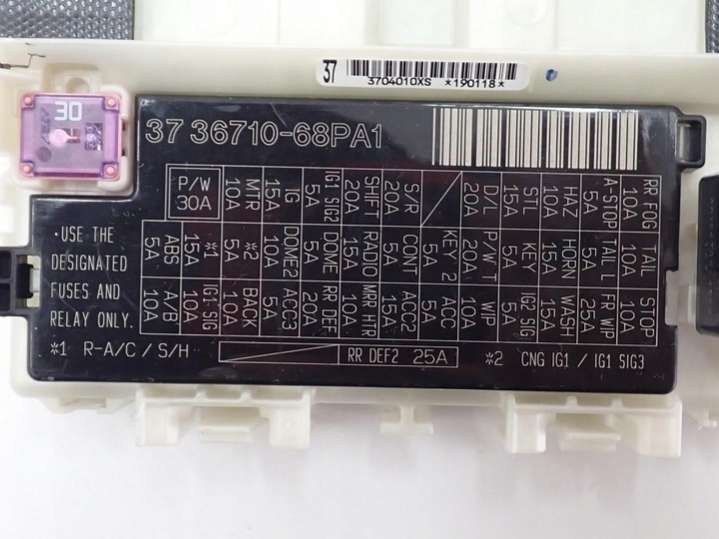 37
3704010XS *190118*
30
37 36710-68PA1
P/W
30A
MTR
10A
IG
15A
IG1 SIG2
5A
SHIFT
20A
S/R
20A
D/L
20A
STL
15A
HAZ
10A
A-STOP
5A
RR FOG
10A
ABS
5A
*1
15A
*2
5A
DOME2
10A
DOME
5A
RADIO
15A
CONT
5A
KEY 2
5A
P/W T
20A
KEY
5A
HORN
15A
TAIL L
5A
TAIL
10A
A/B
10A
IG1 SIG
10A
BACK
10A
ACC3
5A
RR DEF
20A
MRR HTR
10A
ACC2
15A
ACC
5A
WIP
10A
IG2 SIG
5A
WASH
15A
FR WIP
25A
STOP
10A
・USE THE
DESIGNATED
FUSES AND
RELAY ONLY.
*1 R-A/C / S/H
RR DEF2 25A
*2 CNG IG1 / IG1 SIG3